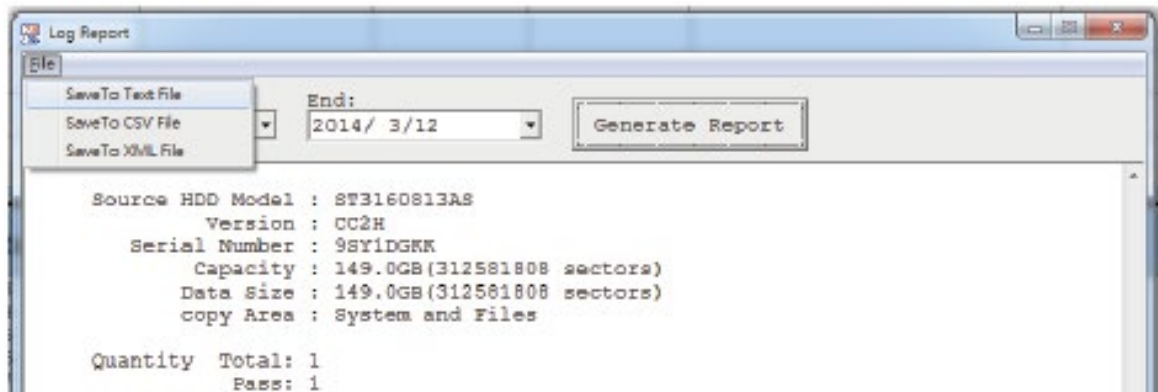 Log Report
File
SaveTo Text File
SaveTo CSV File
SaveTo XML File
End:
2014/ 3/12
Generate Report
Source HDD Model : ST3160813AS
Version : CC2H
Serial Number : 9SY1DGKK
Capacity : 149.0GB(312581808 sectors)
Data Size : 149.0GB(312581808 sectors)
copy Area : System and Files
Quantity Total: 1
Pass: 1